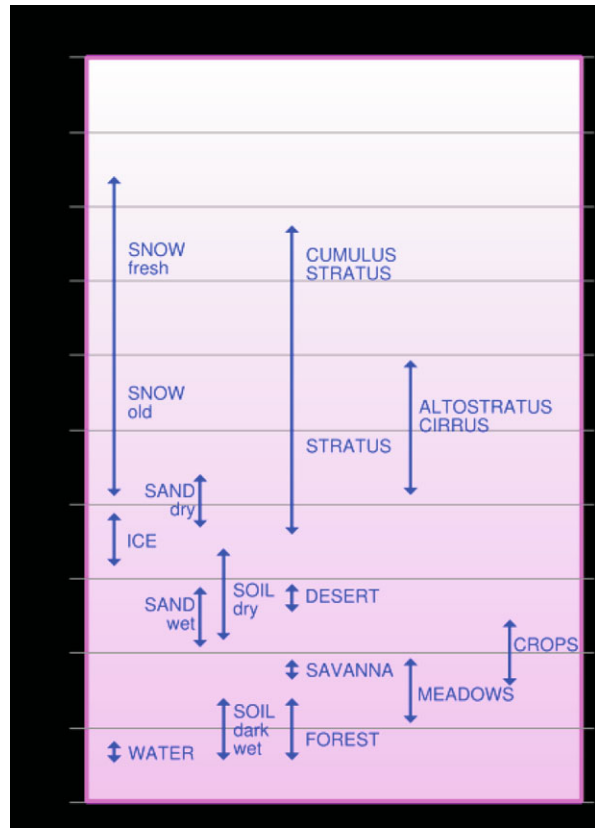 SNOW
fresh
CUMULUS
STRATUS
SNOW
old
ALTOSTRATUS
CIRRUS
STRATUS
SAND
dry
ICE
SOIL
dry
DESERT
SAND
wet
CROPS
SAVANNA
MEADOWS
SOIL
dark
wet
FOREST
WATER